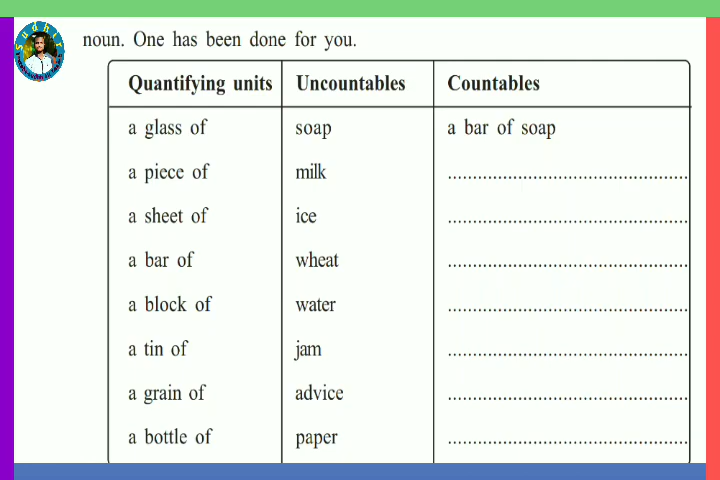 Sudhir
noun. One has been done for you.
Quantifying units Uncountables Countables
a glass of soap a bar of soap
a piece of milk ................................................
a sheet of ice ................................................
a bar of wheat ................................................
a block of water ................................................
a tin of jam ................................................
a grain of advice ................................................
a bottle of paper ................................................